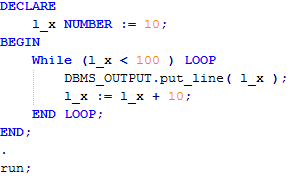 DECLARE
l_x NUMBER := 10;
BEGIN
While (l_x < 100 ) LOOP
DBMS_OUTPUT.put_line( l_x );
l_x := l_x + 10;
END LOOP;
END;
.
run;